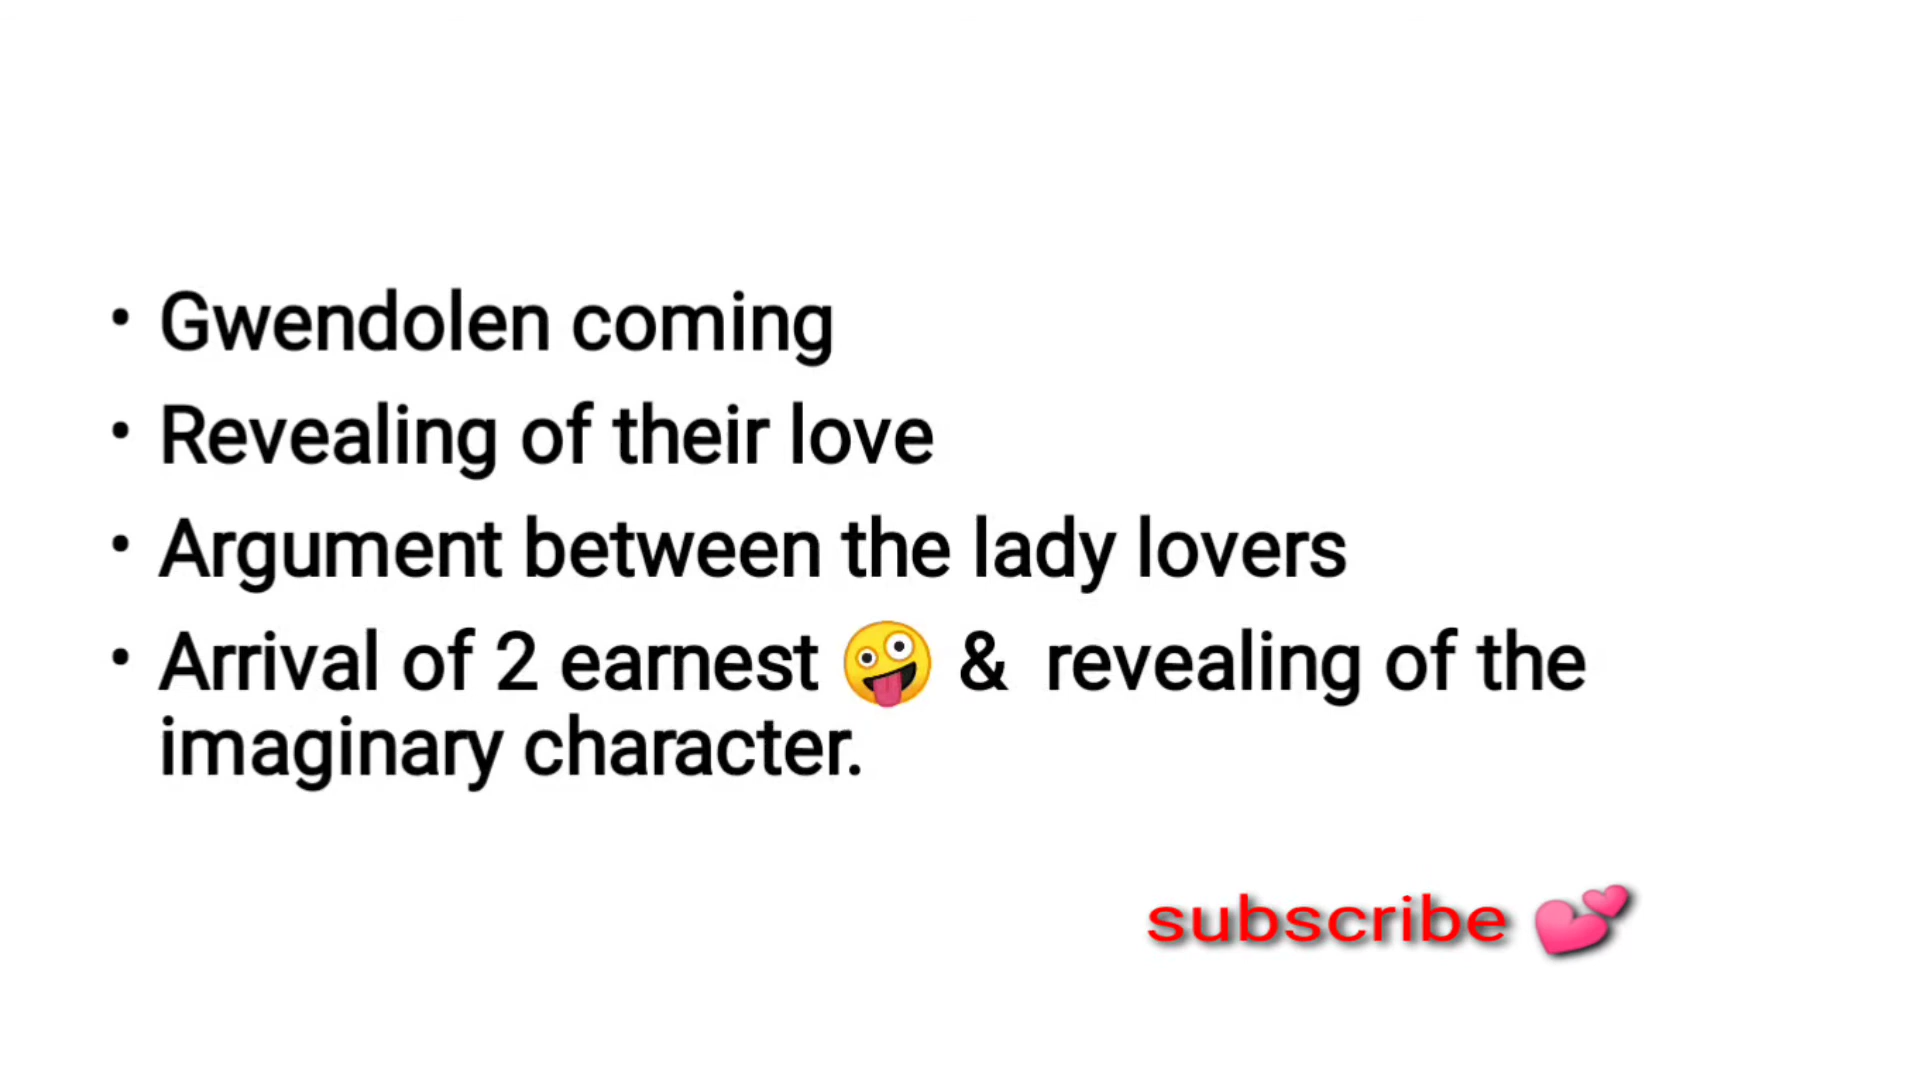 • Gwendolen coming
• Revealing of their love
• Argument between the lady lovers
• Arrival of 2 earnest 🤪 & revealing of the
imaginary character.
subscribe 💕